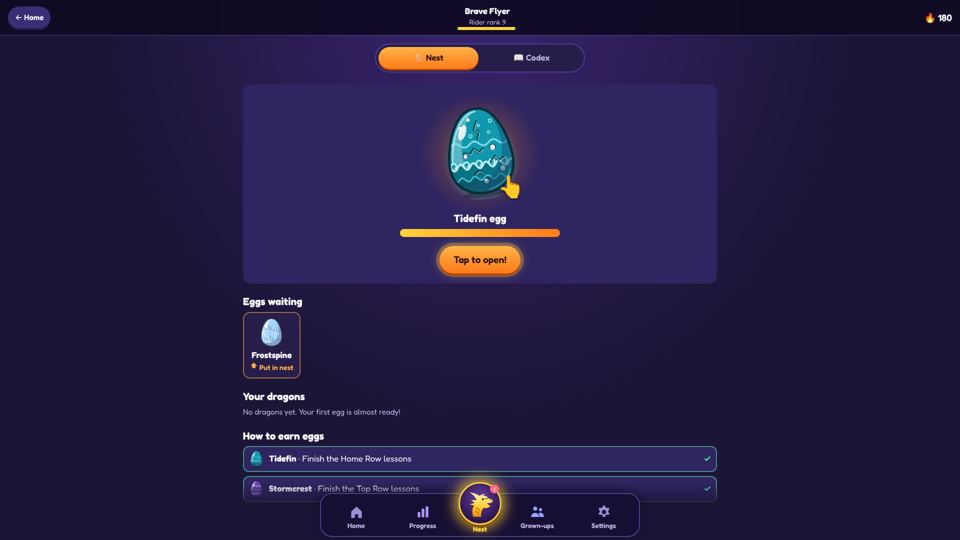 ← Home
Brave Flyer
Rider rank 9
180
Nest
Codex
Tidefin egg
Tap to open!
Eggs waiting
Frostspine
Put in nest
Your dragons
No dragons yet. Your first egg is almost ready!
How to earn eggs
Tidefin · Finish the Home Row lessons
Stormcrest · Finish the Top Row lessons
1
Home
Progress
Nest
Grown-ups
Settings